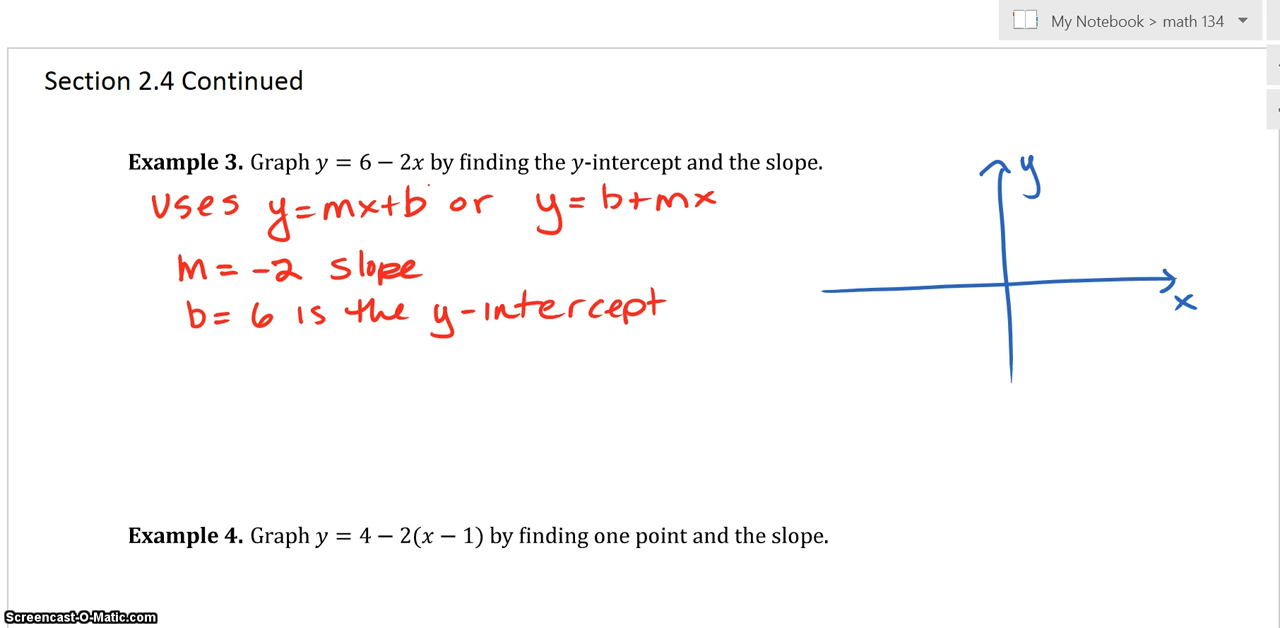 My Notebook > math 134
Section 2.4 Continued
Example 3. Graph y = 6 − 2x by finding the y-intercept and the slope.
uses y=mx+b or y= b+mx
m = -2 slope
b= 6 is the y-intercept
y
x
Example 4. Graph y = 4 − 2(x − 1) by finding one point and the slope.
Screencast-O-Matic.com